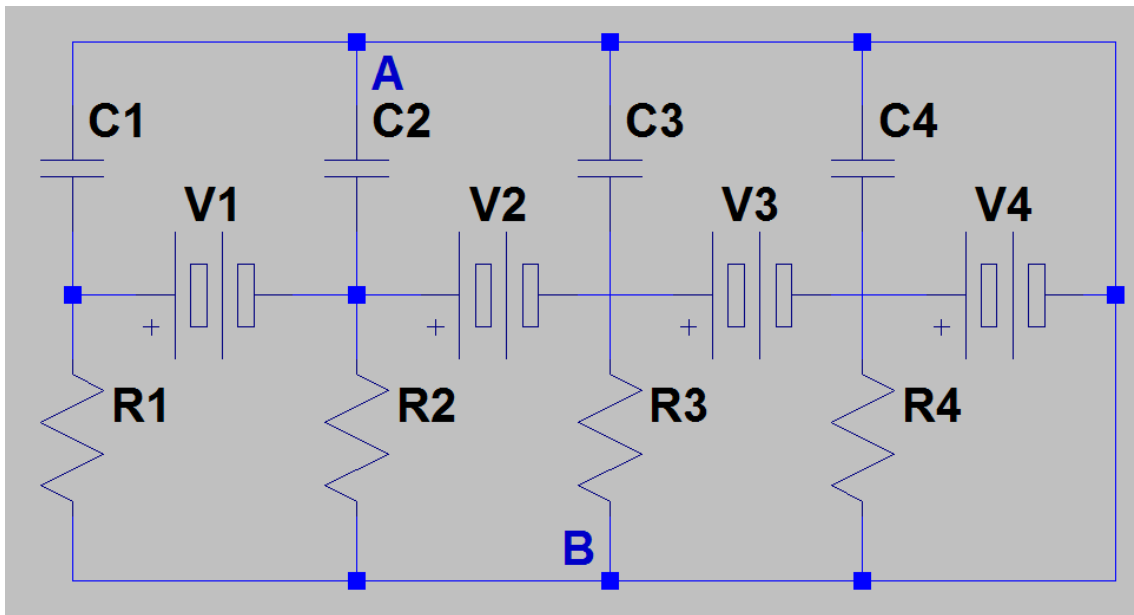 A
C1 C2 C3 C4
V1 V2 V3 V4
+ + + +
R1 R2 R3 R4
B